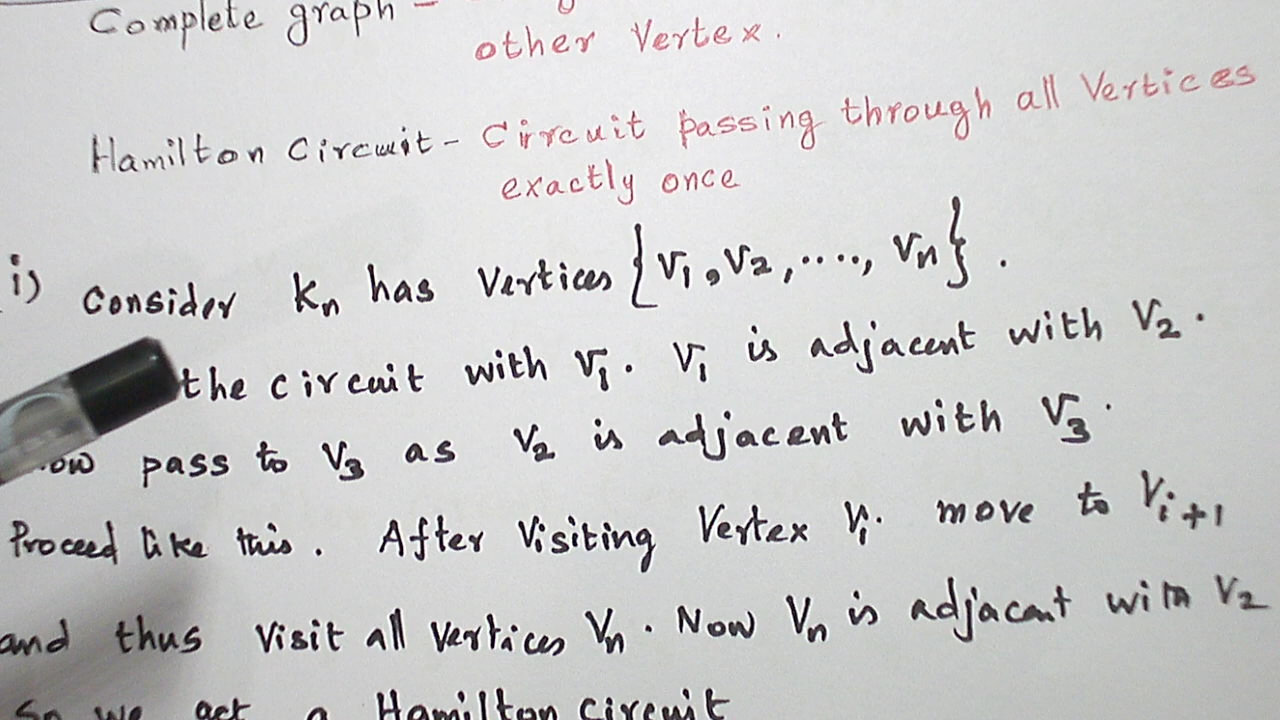 Complete graph -
other Vertex.
Hamilton Circuit - Circuit passing through all Vertices
exactly once
i) Consider kn has Vertices {v1, v2, ...., vn}.
the circuit with v1. v1 is adjacent with v2.
pass to v3 as v2 is adjacent with v3.
Proceed like this. After Visiting Vertex vi move to vi+1
and thus visit all vertices vn. Now vn is adjacent with v2
So we get a Hamilton circuit